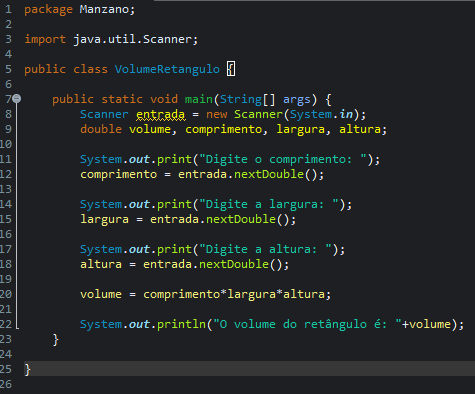 1 package Manzano;
2
3 import java.util.Scanner;
4
5 public class VolumeRetangulo {
6
7 public static void main(String[] args) {
8 Scanner entrada = new Scanner(System.in);
9 double volume, comprimento, largura, altura;
10
11 System.out.print("Digite o comprimento: ");
12 comprimento = entrada.nextDouble();
13
14 System.out.print("Digite a largura: ");
15 largura = entrada.nextDouble();
16
17 System.out.print("Digite a altura: ");
18 altura = entrada.nextDouble();
19
20 volume = comprimento*largura*altura;
21
22 System.out.println("O volume do retângulo é: "+volume);
23 }
24
25 }
26